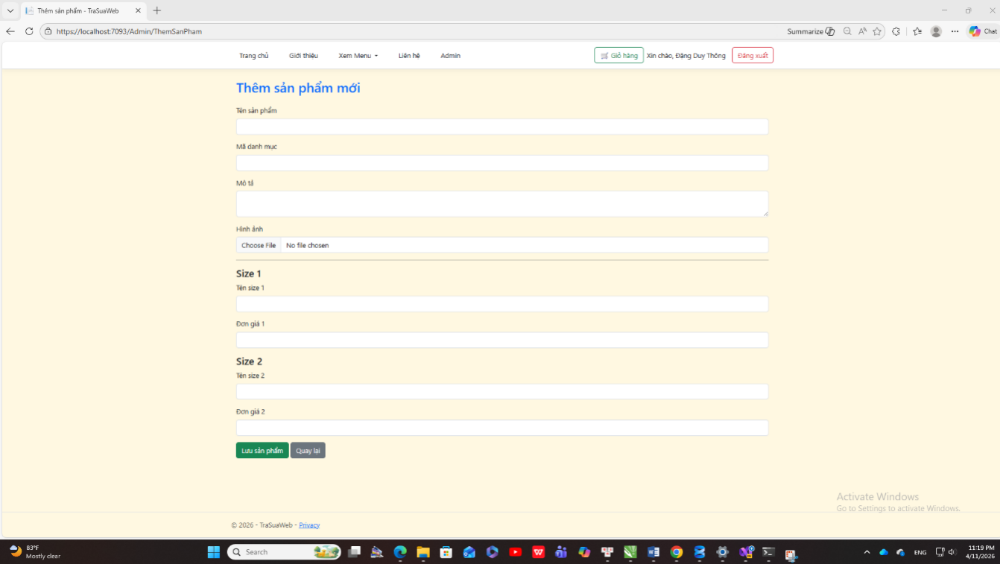 Thêm sản phẩm - TraSuaWeb
https://localhost:7093/Admin/ThemSanPham
Summarize
Chat
Trang chủ Giới thiệu Xem Menu Liên hệ Admin Giỏ hàng Xin chào, Đặng Duy Thông Đăng xuất
Thêm sản phẩm mới
Tên sản phẩm
Mã danh mục
Mô tả
Hình ảnh
Choose File No file chosen
Size 1
Tên size 1
Đơn giá 1
Size 2
Tên size 2
Đơn giá 2
Lưu sản phẩm Quay lại
Activate Windows
Go to Settings to activate Windows.
© 2026 - TraSuaWeb - Privacy
83°F
Mostly clear
Search
ENG
11:19 PM
4/11/2026